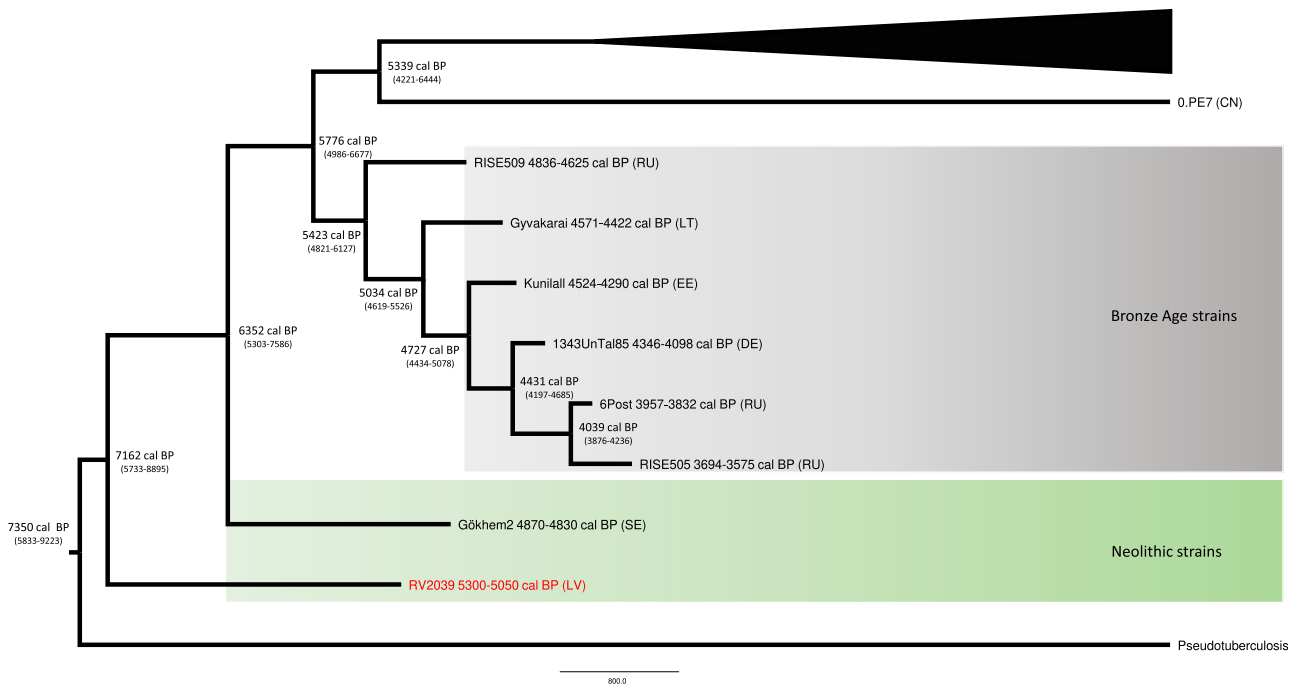 5339 cal BP
(4221-6444)
0.PE7 (CN)
5776 cal BP
(4986-6677)
RISE509 4836-4625 cal BP (RU)
Gyvakarai 4571-4422 cal BP (LT)
5423 cal BP
(4821-6127)
Kunilall 4524-4290 cal BP (EE)
5034 cal BP
(4619-5526)
Bronze Age strains
6352 cal BP
(5303-7586)
1343UnTal85 4346-4098 cal BP (DE)
4727 cal BP
(4434-5078)
4431 cal BP
(4197-4685)
6Post 3957-3832 cal BP (RU)
4039 cal BP
(3876-4236)
7162 cal BP
(5733-8895)
RISE505 3694-3575 cal BP (RU)
7350 cal BP
(5833-9223)
Gökhem2 4870-4830 cal BP (SE)
Neolithic strains
RV2039 5300-5050 cal BP (LV)
Pseudotuberculosis
800.0